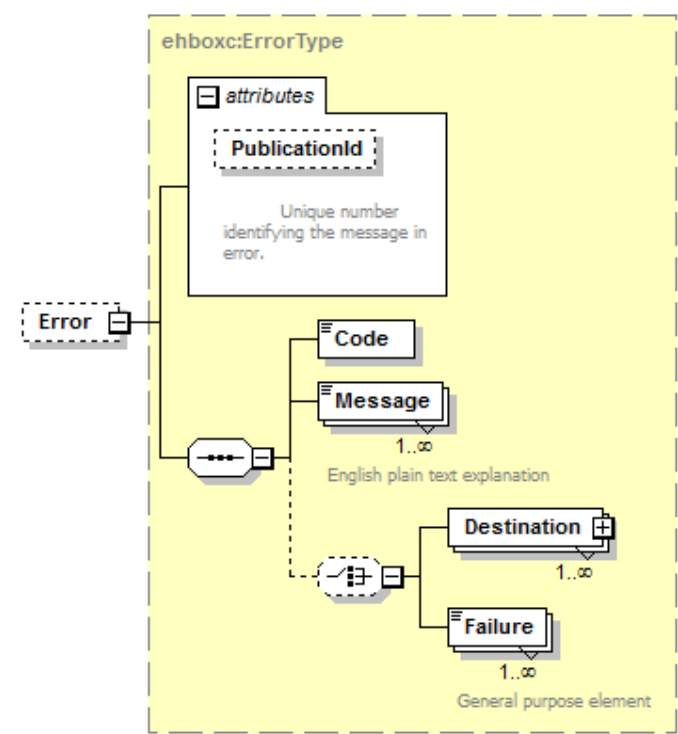 ehboxc:ErrorType
attributes
PublicationId
Unique number
identifying the message in
error.
Error
Code
Message
1..∞
English plain text explanation
Destination
1..∞
Failure
1..∞
General purpose element